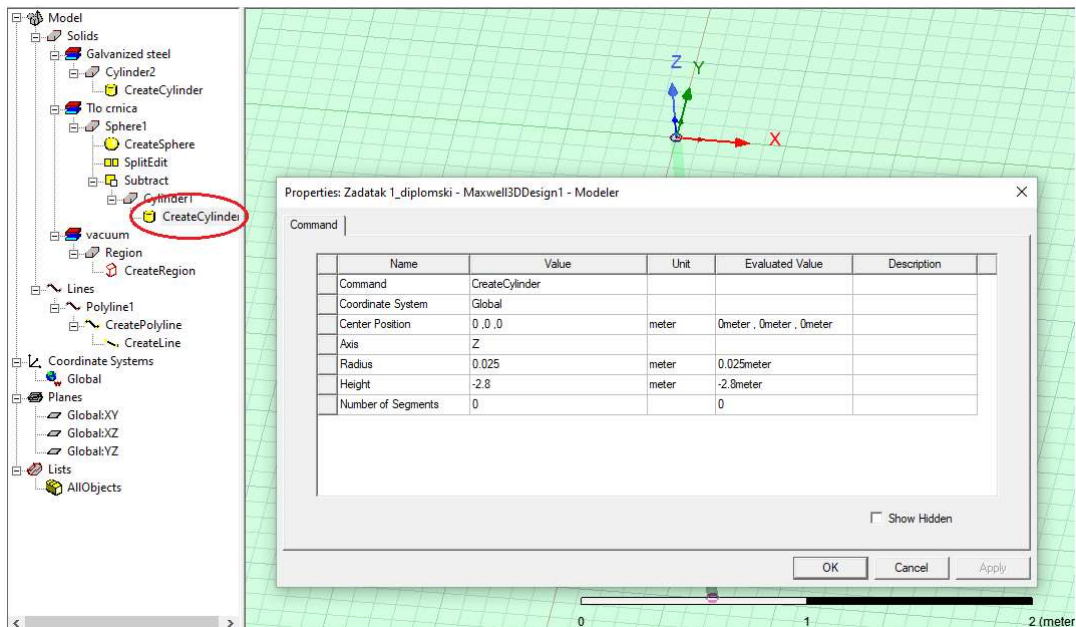 Model
Solids
Galvanized steel
Cylinder2
CreateCylinder
Tlo crnica
Sphere1
CreateSphere
SplitEdit
Subtract
Cylinder1
CreateCylinder
vacuum
Region
CreateRegion
Lines
Polyline1
CreatePolyline
CreateLine
Coordinate Systems
Global
Planes
Global:XY
Global:XZ
Global:YZ
Lists
AllObjects
Z
Y
X
Properties: Zadatak 1_diplomski - Maxwell3DDesign1 - Modeler
Command
Name Value Unit Evaluated Value Description
Command CreateCylinder
Coordinate System Global
Center Position 0 ,0 ,0 meter 0meter , 0meter , 0meter
Axis Z
Radius 0.025 meter 0.025meter
Height -2.8 meter -2.8meter
Number of Segments 0 0
Show Hidden
OK Cancel Apply
0 1 2 (meter